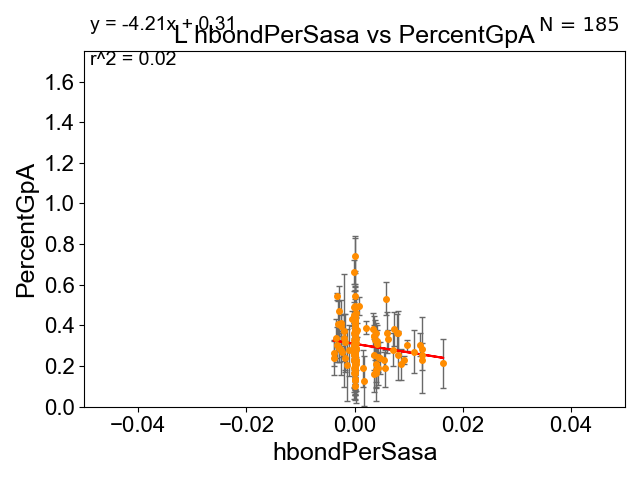 y = -4.21x + 0.31
L hbondPerSasa vs PercentGpA
N = 185
r^2 = 0.02
PercentGpA
1.6
1.4
1.2
1.0
0.8
0.6
0.4
0.2
0.0
−0.04
−0.02
0.00
0.02
0.04
hbondPerSasa